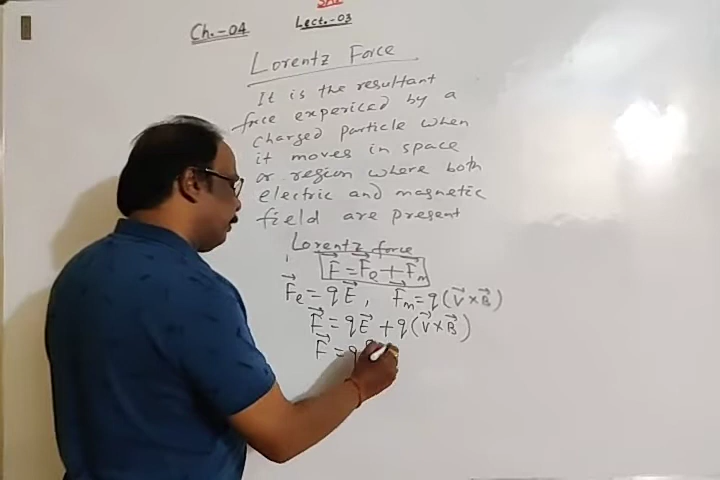 Ch.-04
Lect.-03
Lorentz Force
It is the resultant
force expericed by a
charged particle when
it moves in space
or region where both
electric and magnetic
field are present
Lorentz force
F⃗ = F⃗e + F⃗m
F⃗e = qE⃗ , F⃗m = q(V⃗ × B⃗)
F⃗ = qE⃗ + q(V⃗ × B⃗)
F⃗ = q